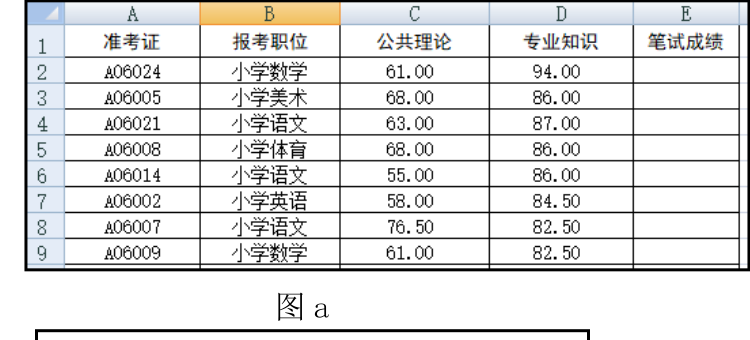 A B C D E
1 准考证 报考职位 公共理论 专业知识 笔试成绩
2 A06024 小学数学 61.00 94.00
3 A06005 小学美术 68.00 86.00
4 A06021 小学语文 63.00 87.00
5 A06008 小学体育 68.00 86.00
6 A06014 小学语文 55.00 86.00
7 A06002 小学英语 58.00 84.50
8 A06007 小学语文 76.50 82.50
9 A06009 小学数学 61.00 82.50
图 a